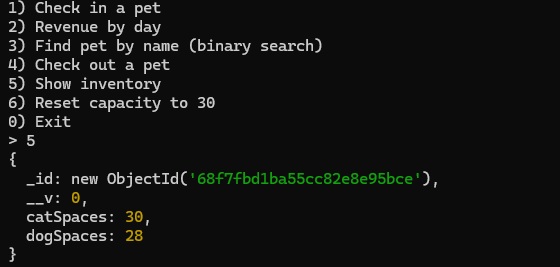 1) Check in a pet
2) Revenue by day
3) Find pet by name (binary search)
4) Check out a pet
5) Show inventory
6) Reset capacity to 30
0) Exit
> 5
{
  _id: new ObjectId('68f7fbd1ba55cc82e8e95bce'),
  __v: 0,
  catSpaces: 30,
  dogSpaces: 28
}